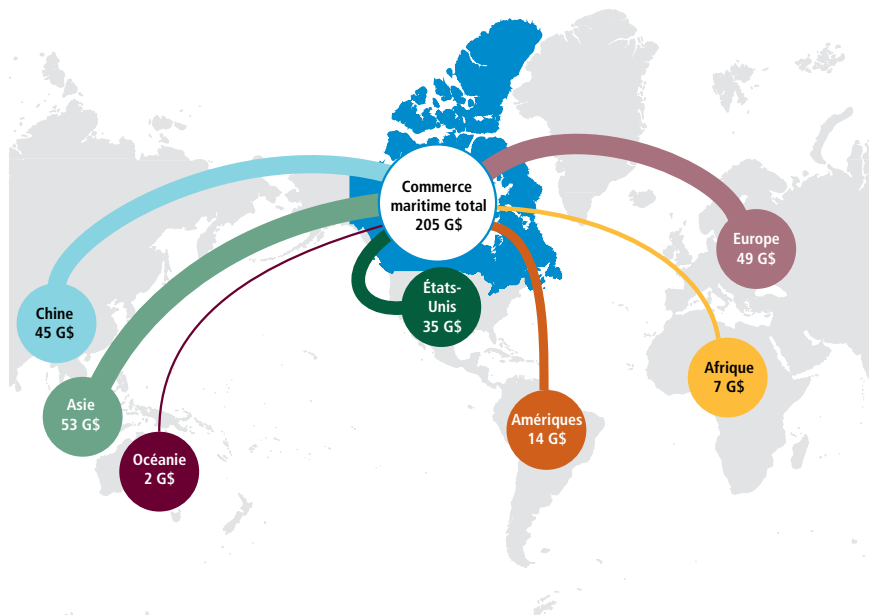 Commerce
maritime total
205 G$
Europe
49 G$
Chine
45 G$
États-
Unis
35 G$
Afrique
7 G$
Asie
53 G$
Amériques
14 G$
Océanie
2 G$